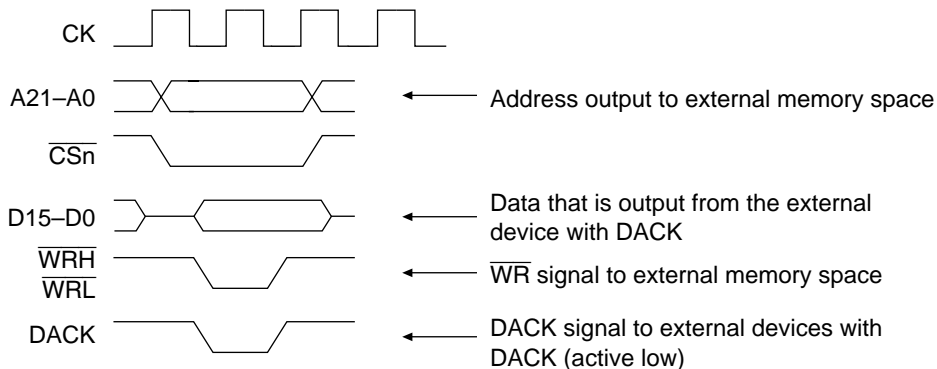 CK
A21–A0
Address output to external memory space
CSn
D15–D0
Data that is output from the external
device with DACK
WRH
WRL
WR signal to external memory space
DACK
DACK signal to external devices with
DACK (active low)